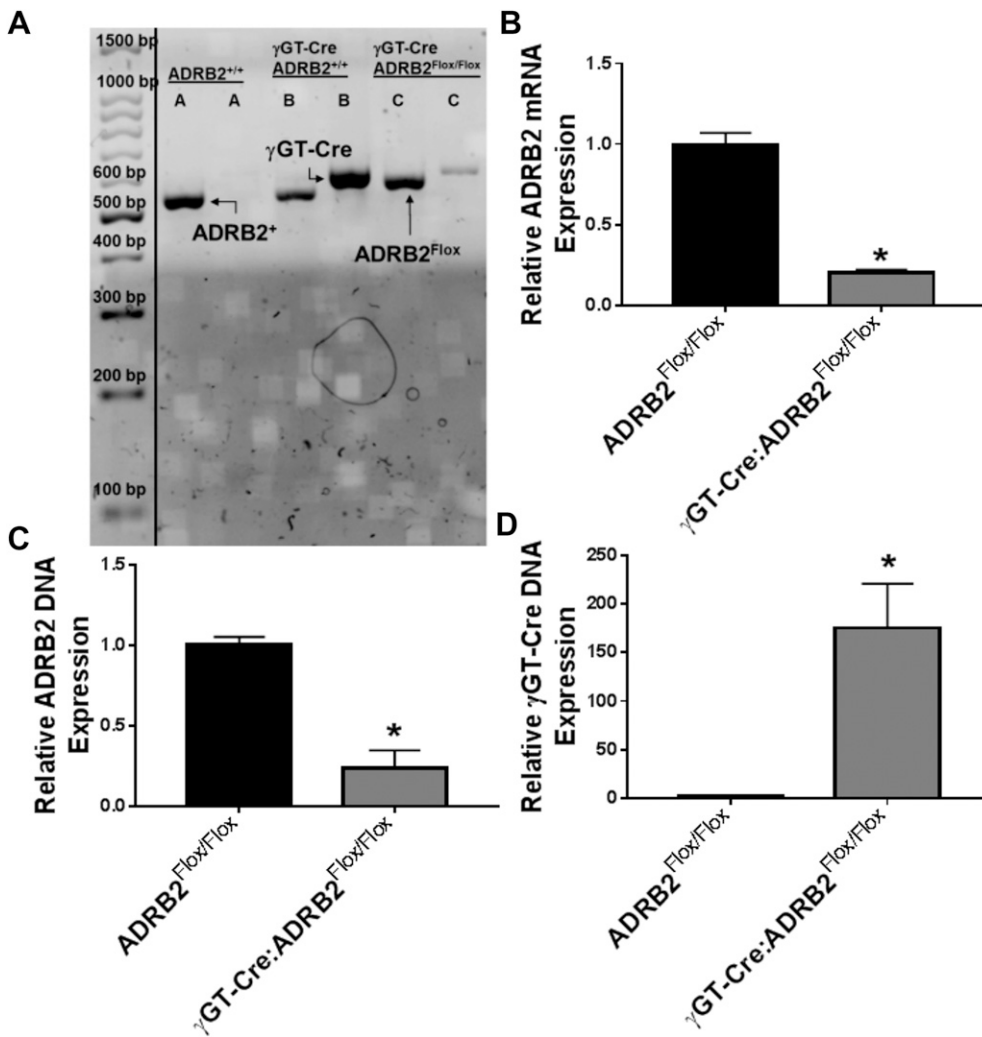 A
1500 bp
1000 bp
600 bp
500 bp
400 bp
300 bp
200 bp
100 bp
ADRB2+/+
γGT-Cre
ADRB2+/+
γGT-Cre
ADRB2Flox/Flox
A A B B C C
γGT-Cre
ADRB2+
ADRB2Flox
B
Relative ADRB2 mRNA
Expression
1.5
1.0
0.5
0.0
*
ADRB2Flox/Flox
γGT-Cre:ADRB2Flox/Flox
C
Relative ADRB2 DNA
Expression
1.5
1.0
0.5
0.0
*
ADRB2Flox/Flox
γGT-Cre:ADRB2Flox/Flox
D
Relative γGT-Cre DNA
Expression
250
200
150
100
50
0
*
ADRB2Flox/Flox
γGT-Cre:ADRB2Flox/Flox